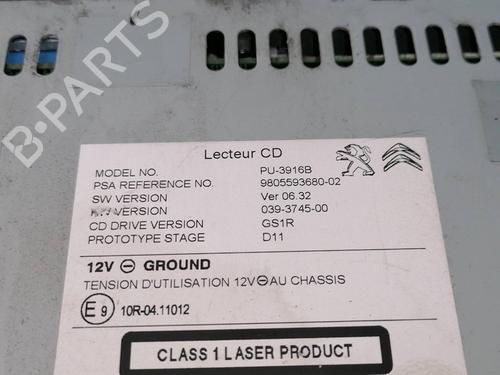 Lecteur CD
MODEL NO. PU-3916B
PSA REFERENCE NO. 9805593680-02
SW VERSION Ver 06.32
VERSION 039-3745-00
CD DRIVE VERSION GS1R
PROTOTYPE STAGE D11
12V ⊖ GROUND
TENSION D'UTILISATION 12V⊖AU CHASSIS
E9 10R-04.11012
CLASS 1 LASER PRODUCT
B-PARTS